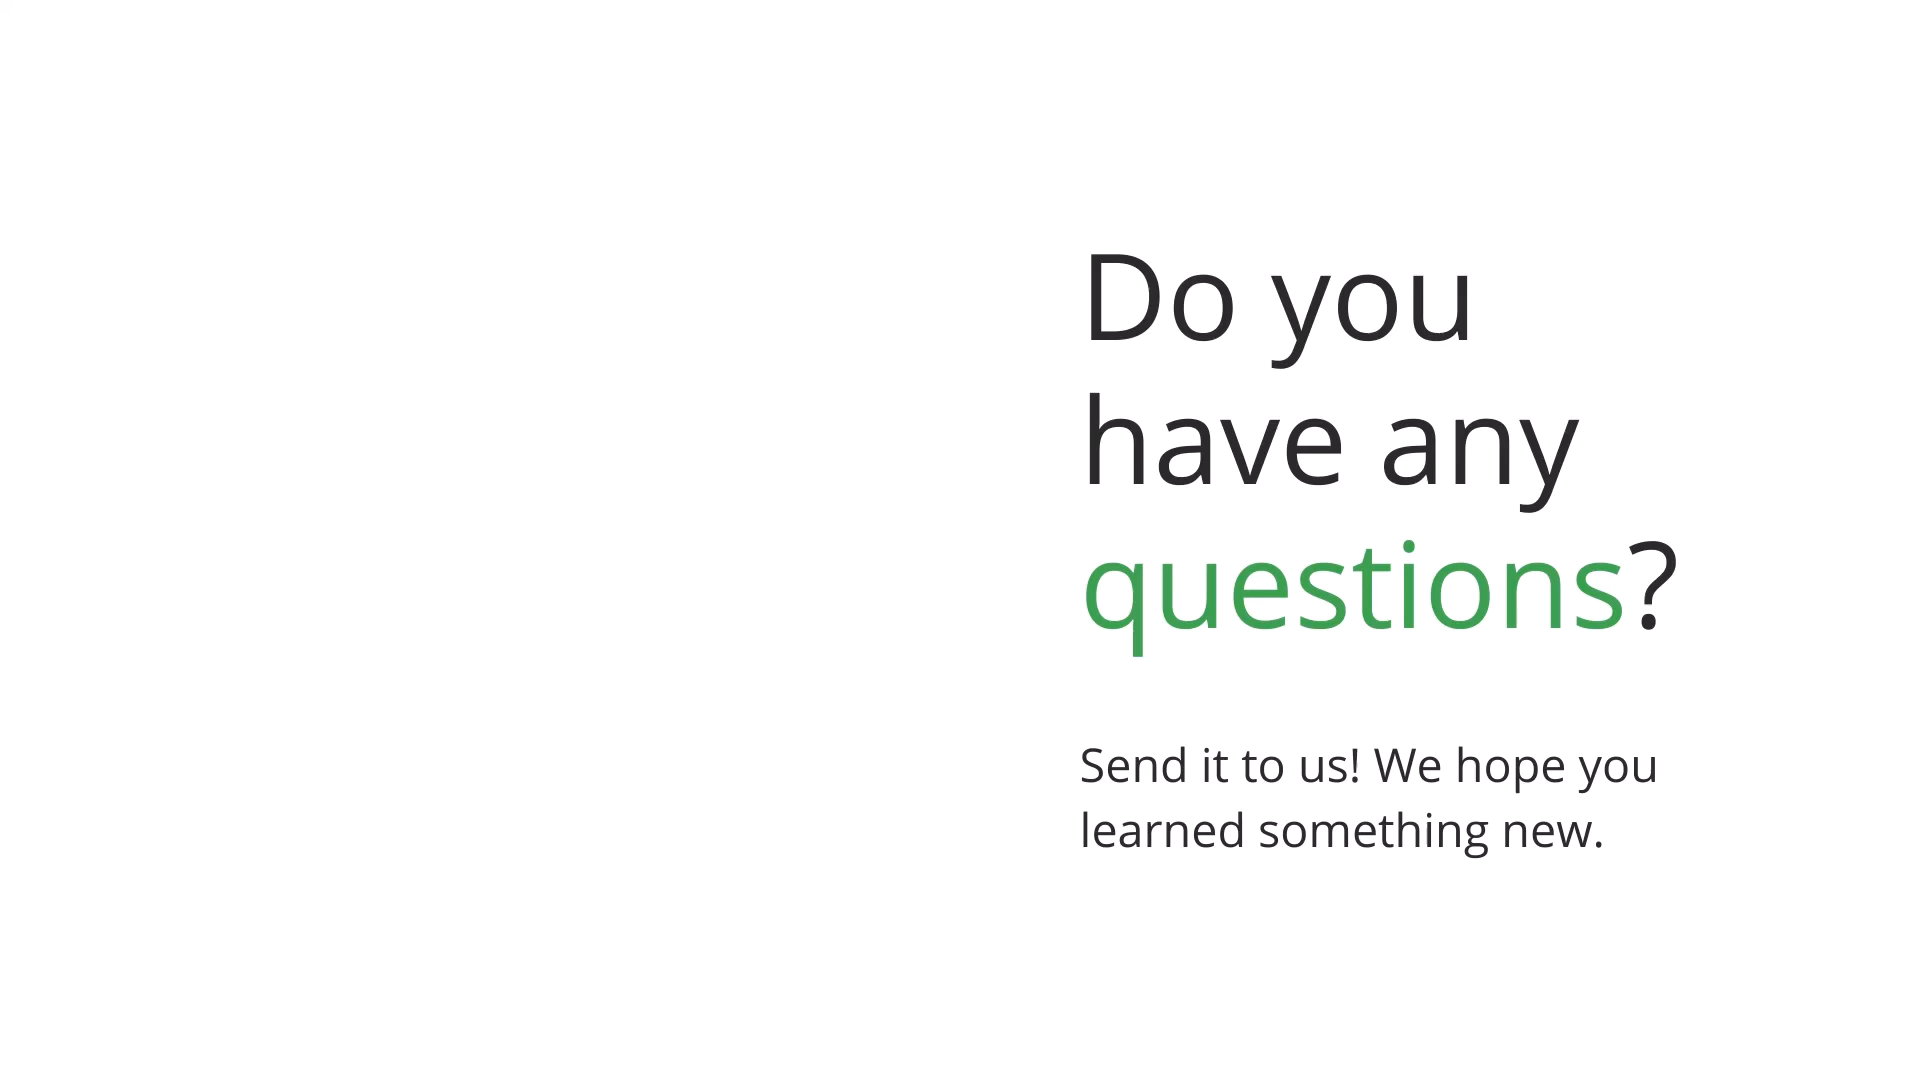 Do you
have any
questions?
Send it to us! We hope you
learned something new.